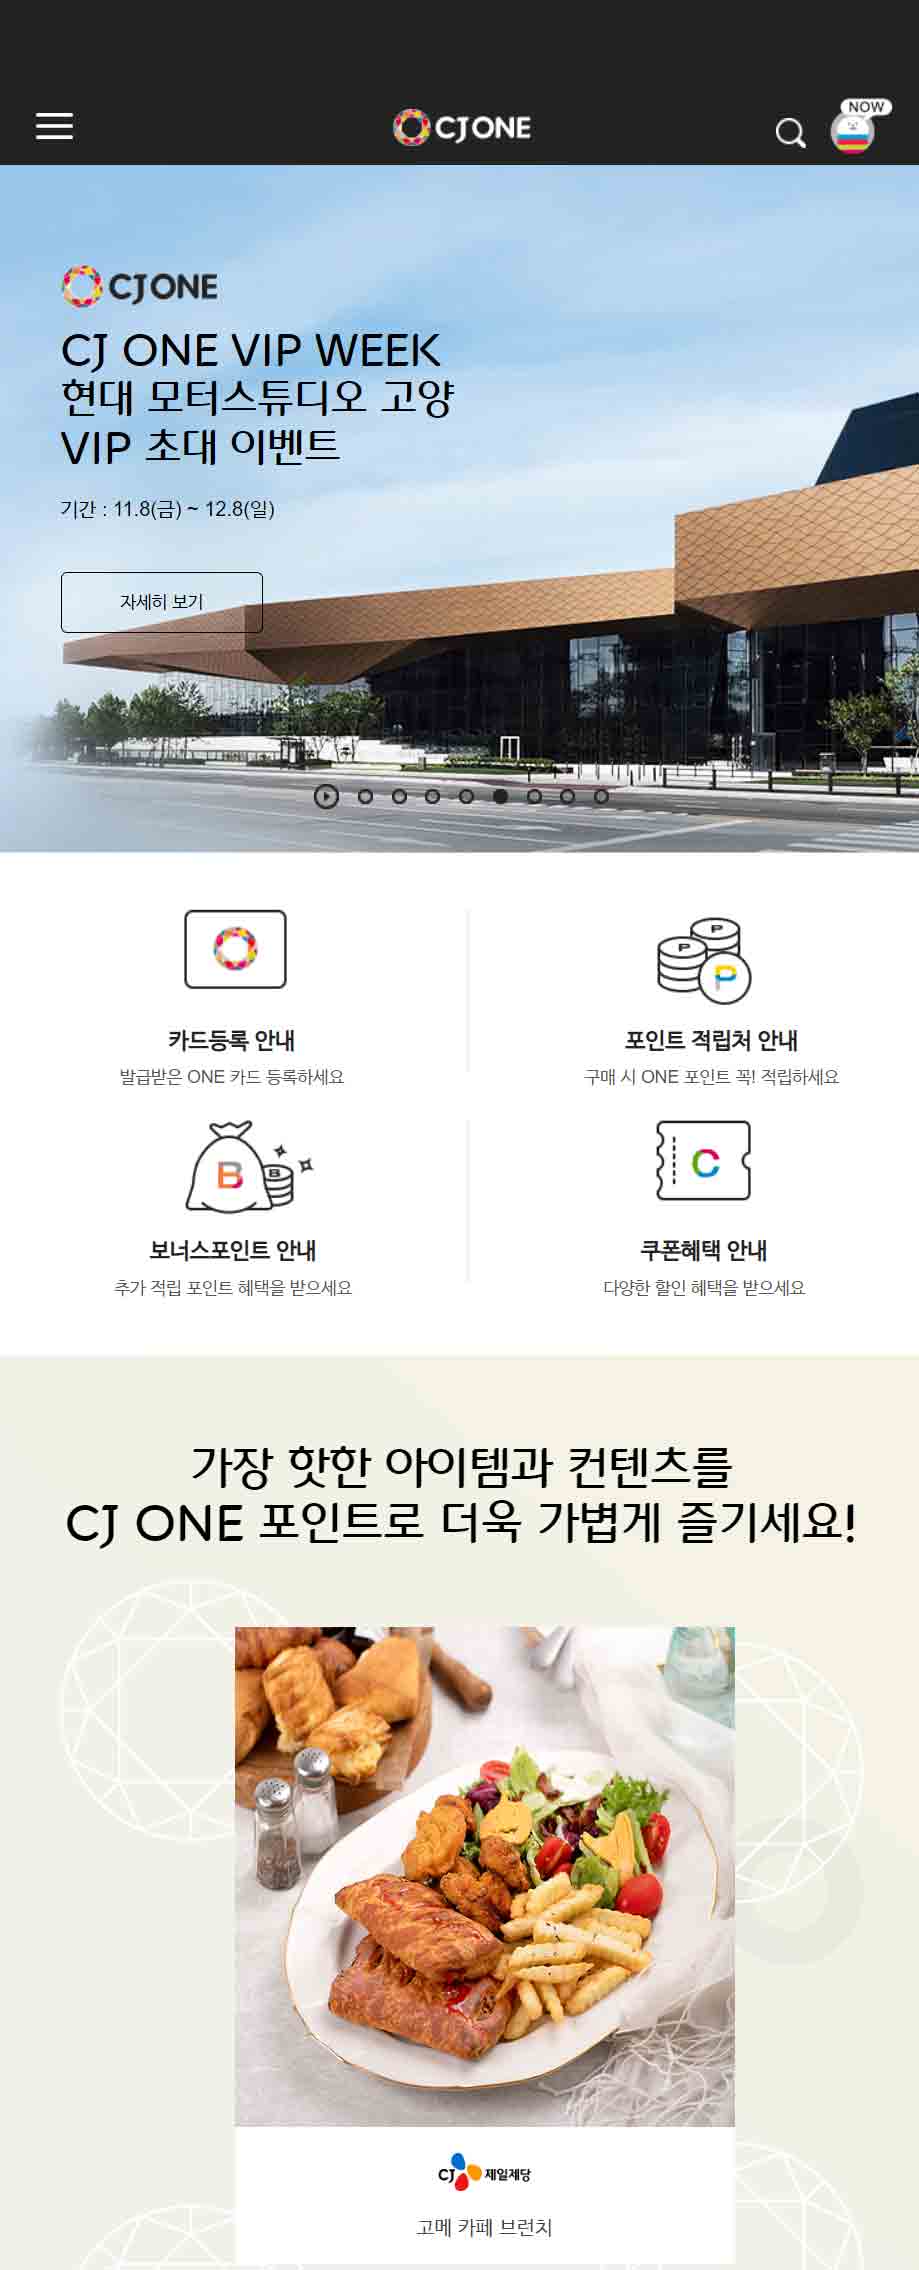 CJ ONE
NOW
CJ ONE
CJ ONE VIP WEEK
현대 모터스튜디오 고양
VIP 초대 이벤트
기간 : 11.8(금) ~ 12.8(일)
자세히 보기
P
P
P
카드등록 안내
발급받은 ONE 카드 등록하세요
포인트 적립처 안내
구매 시 ONE 포인트 꼭! 적립하세요
B
B
C
보너스포인트 안내
추가 적립 포인트 혜택을 받으세요
쿠폰혜택 안내
다양한 할인 혜택을 받으세요
가장 핫한 아이템과 컨텐츠를
CJ ONE 포인트로 더욱 가볍게 즐기세요!
CJ 제일제당
고메 카페 브런치